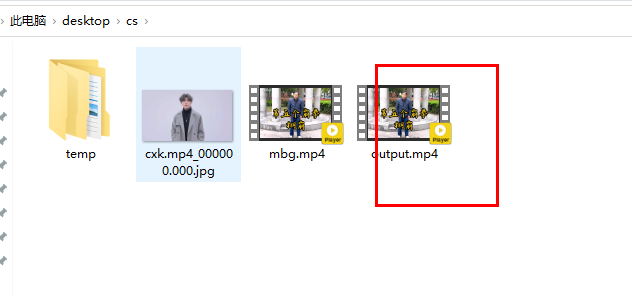 此电脑 > desktop > cs >
temp
cxk.mp4_00000
0.000.jpg
mbg.mp4
output.mp4
Player
Player